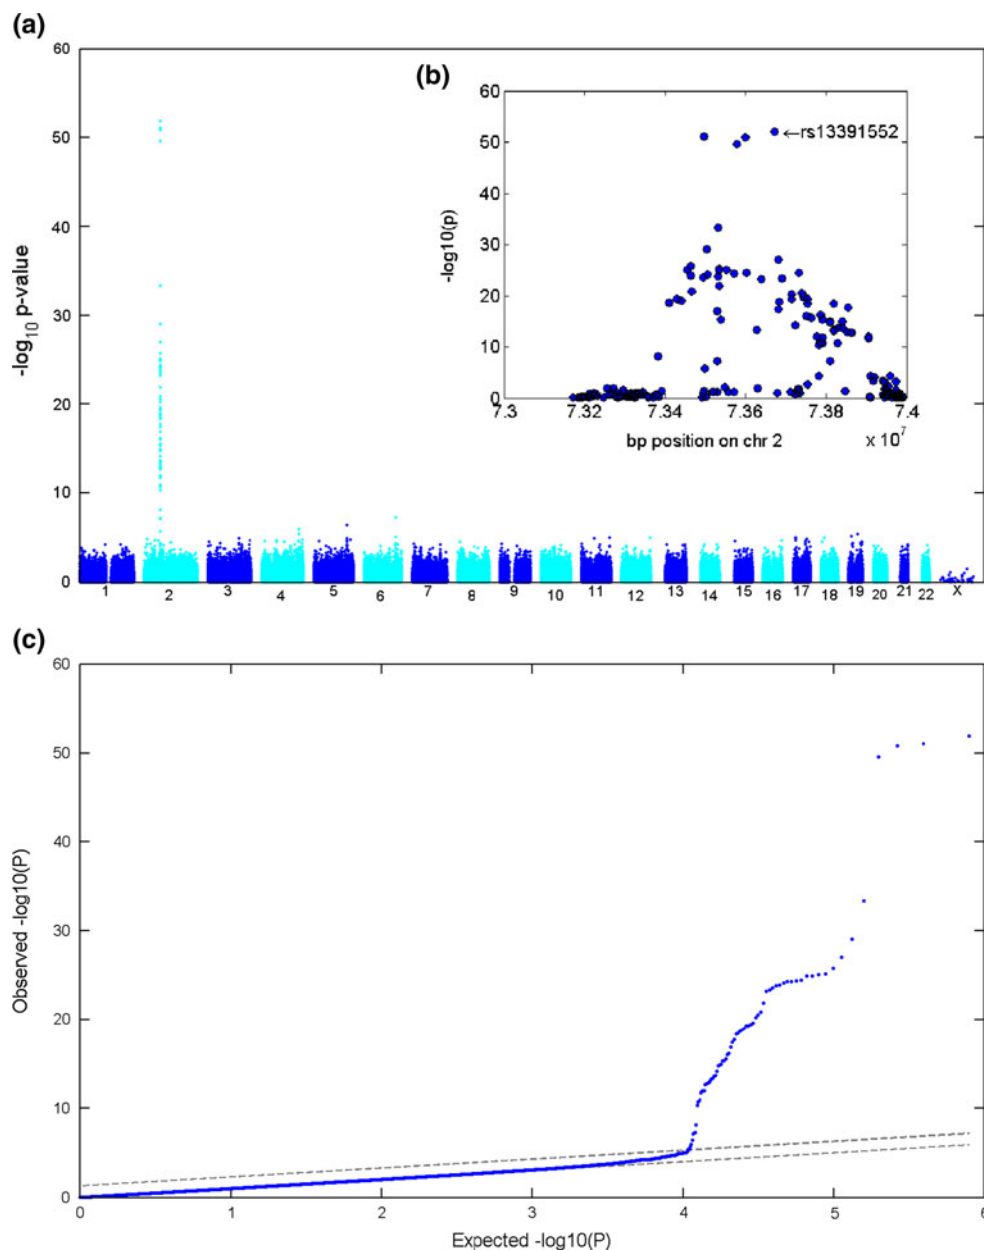 (a)
60
50
40
30
20
10
0
-log10 p-value
1 2 3 4 5 6 7 8 9 10 11 12 13 14 15 16 17 18 19 20 21 22 X
(b)
60
50
40
30
20
10
0
-log10(p)
←rs13391552
7.3 7.32 7.34 7.36 7.38 7.4
bp position on chr 2
x 10^7
(c)
60
50
40
30
20
10
0
Observed -log10(P)
0 1 2 3 4 5 6
Expected -log10(P)